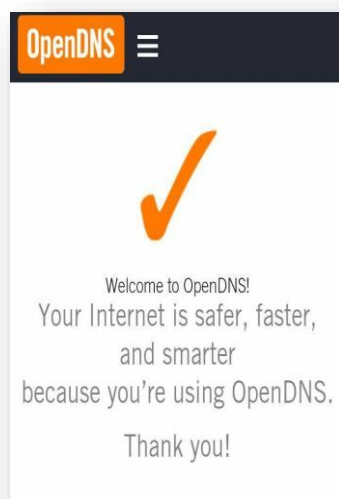 OpenDNS
Welcome to OpenDNS!
Your Internet is safer, faster,
and smarter
because you're using OpenDNS.
Thank you!